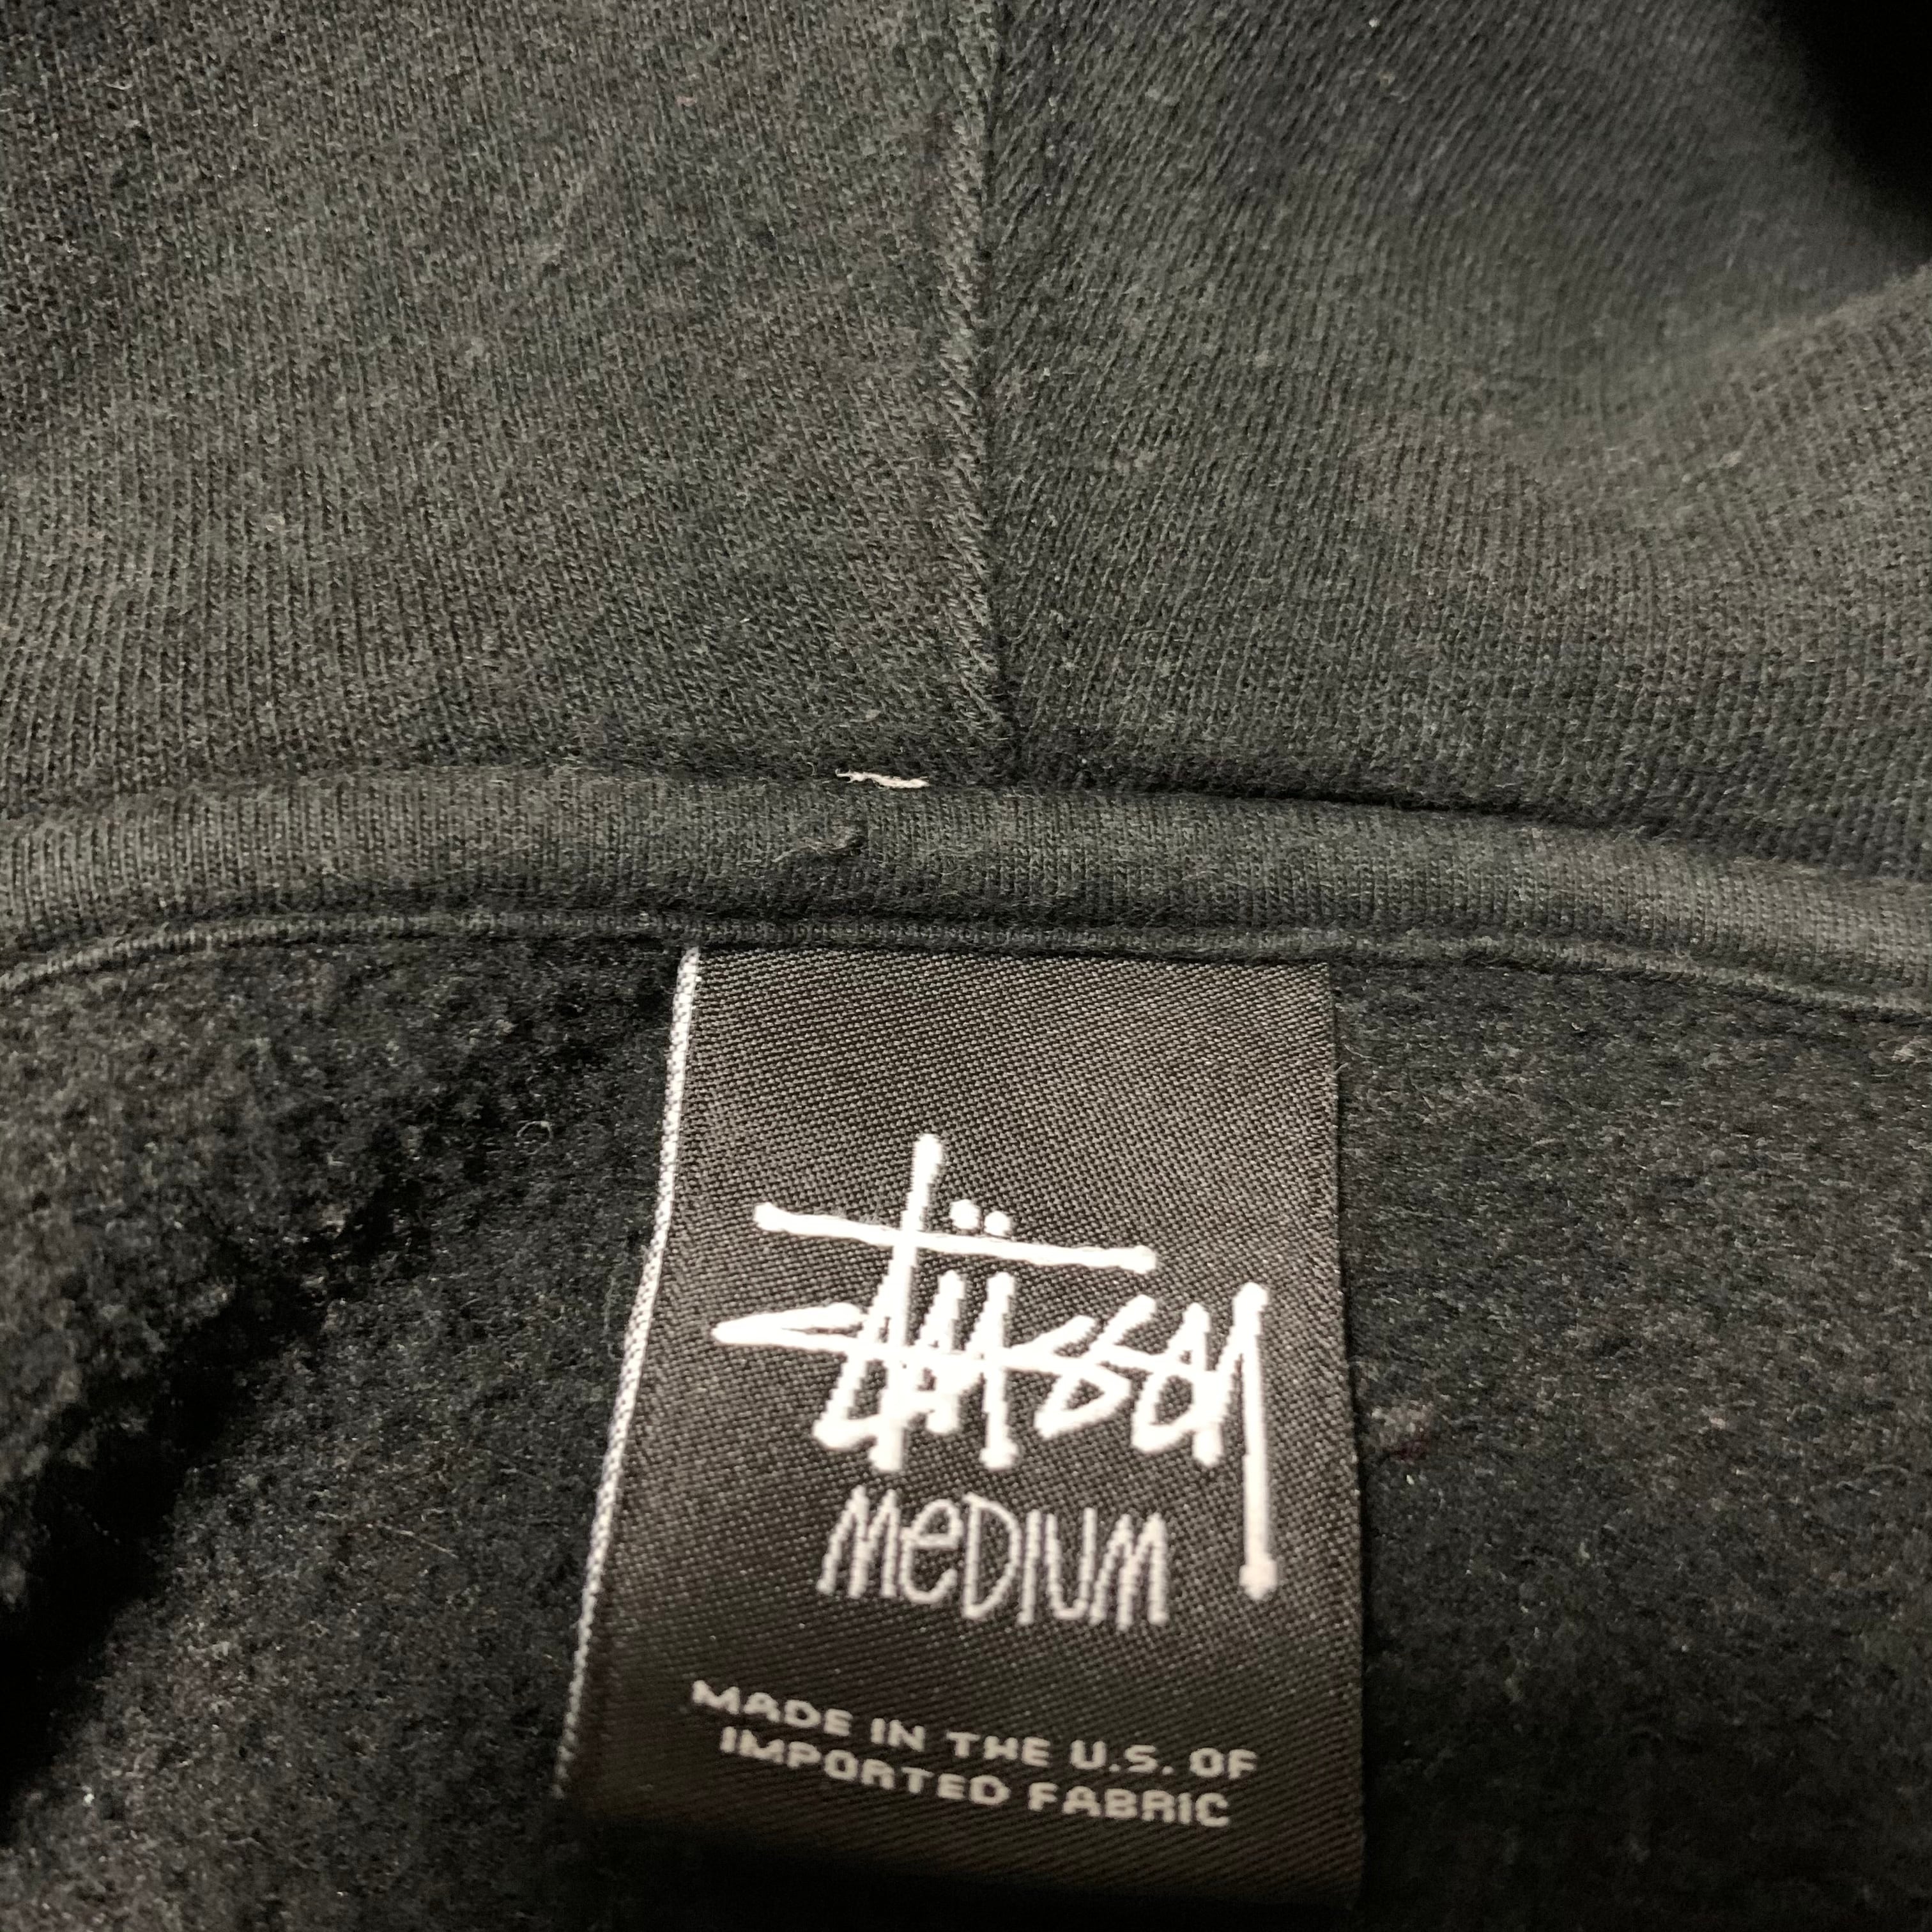 Stüssy
MeDIUM
MADE IN THE U.S. OF
IMPORTED FABRIC